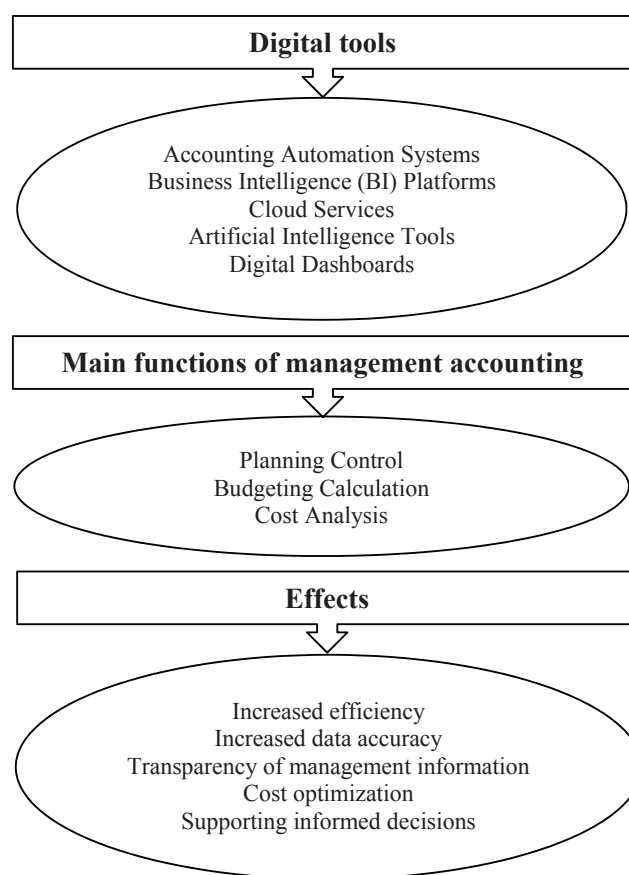 Digital tools
Accounting Automation Systems
Business Intelligence (BI) Platforms
Cloud Services
Artificial Intelligence Tools
Digital Dashboards
Main functions of management accounting
Planning Control
Budgeting Calculation
Cost Analysis
Effects
Increased efficiency
Increased data accuracy
Transparency of management information
Cost optimization
Supporting informed decisions